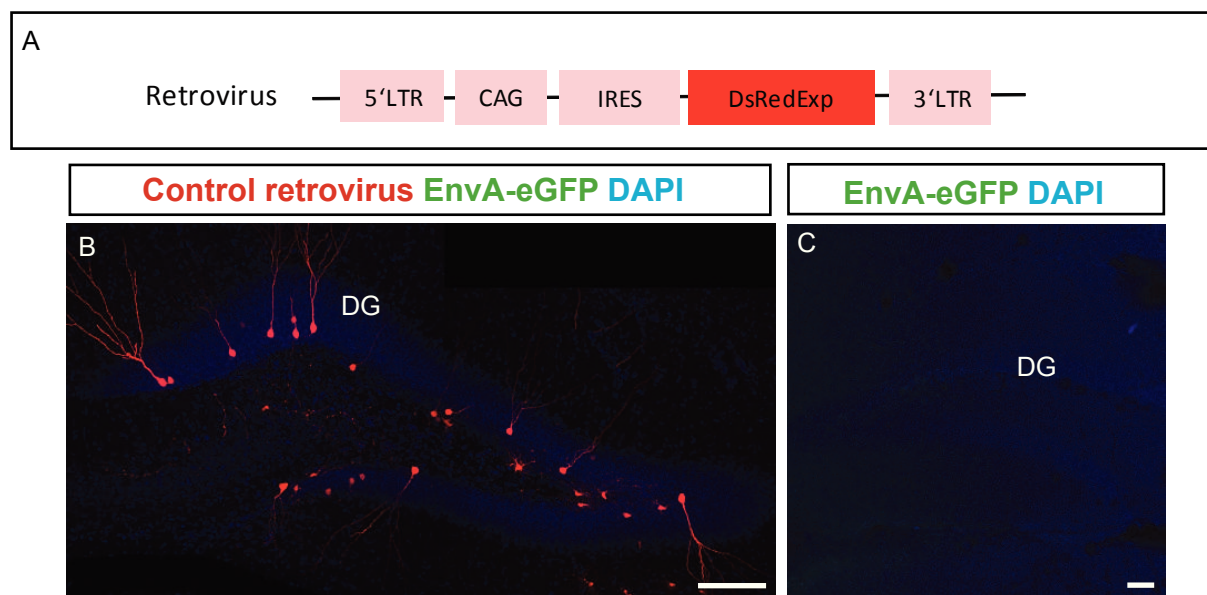 A
Retrovirus 5‘LTR CAG IRES DsRedExp 3‘LTR
Control retrovirus EnvA-eGFP DAPI
EnvA-eGFP DAPI
B
DG
C
DG